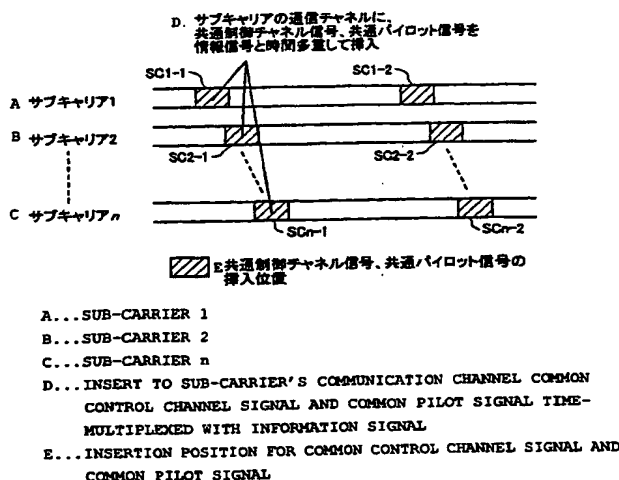 D. サブキャリアの通信チャネルに、
共通制御チャネル信号、共通パイロット信号を
情報信号と時間多重して挿入
SC1-1
SC1-2
A サブキャリア1
B サブキャリア2
SC2-1
SC2-2
C サブキャリアn
SCn-1
SCn-2
E 共通制御チャネル信号、共通パイロット信号の
挿入位置
A...SUB-CARRIER 1
B...SUB-CARRIER 2
C...SUB-CARRIER n
D...INSERT TO SUB-CARRIER'S COMMUNICATION CHANNEL COMMON
CONTROL CHANNEL SIGNAL AND COMMON PILOT SIGNAL TIME-
MULTIPLEXED WITH INFORMATION SIGNAL
E...INSERTION POSITION FOR COMMON CONTROL CHANNEL SIGNAL AND
COMMON PILOT SIGNAL